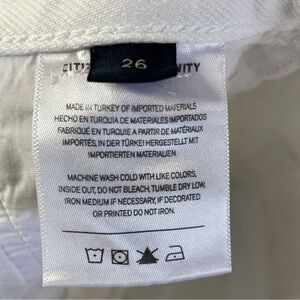 26
CITIZ NITY
MADE IN TURKEY OF IMPORTED MATERIALS
HECHO EN TURQUIA DE MATERIALES IMPORTADOS
FABRIQUÉ EN TURQUIE A PARTIR DE MATÉRIAUX
IMPORTÉS, IN DER TÜRKEI HERGESTELLT MIT
IMPORTIERTEN MATERIALIEN
MACHINE WASH COLD WITH LIKE COLORS,
INSIDE OUT, DO NOT BLEACH, TUMBLE DRY LOW,
IRON MEDIUM IF NECESSARY, IF DECORATED
OR PRINTED DO NOT IRON.